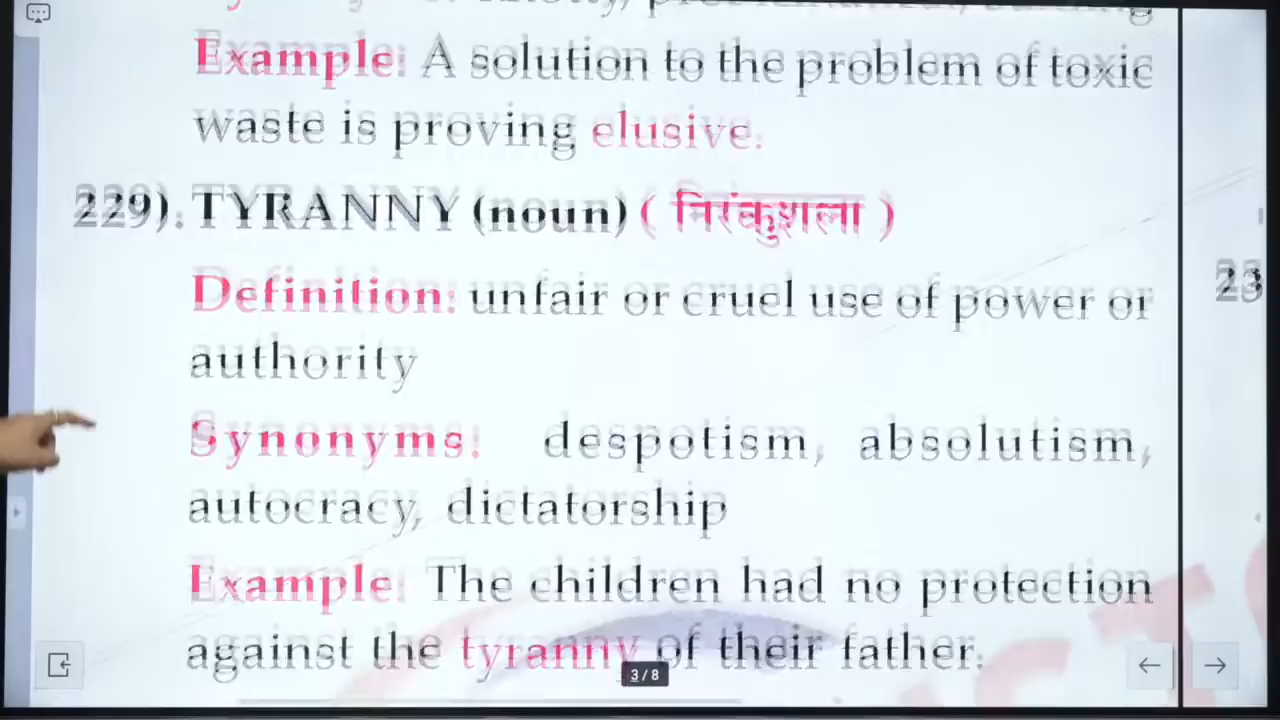 Example: A solution to the problem of toxic
waste is proving elusive.
229). TYRANNY (noun) ( निरंकुशता )
Definition: unfair or cruel use of power or
authority
Synonyms: despotism, absolutism,
autocracy, dictatorship
Example: The children had no protection
against the tyranny of their father.
3/8